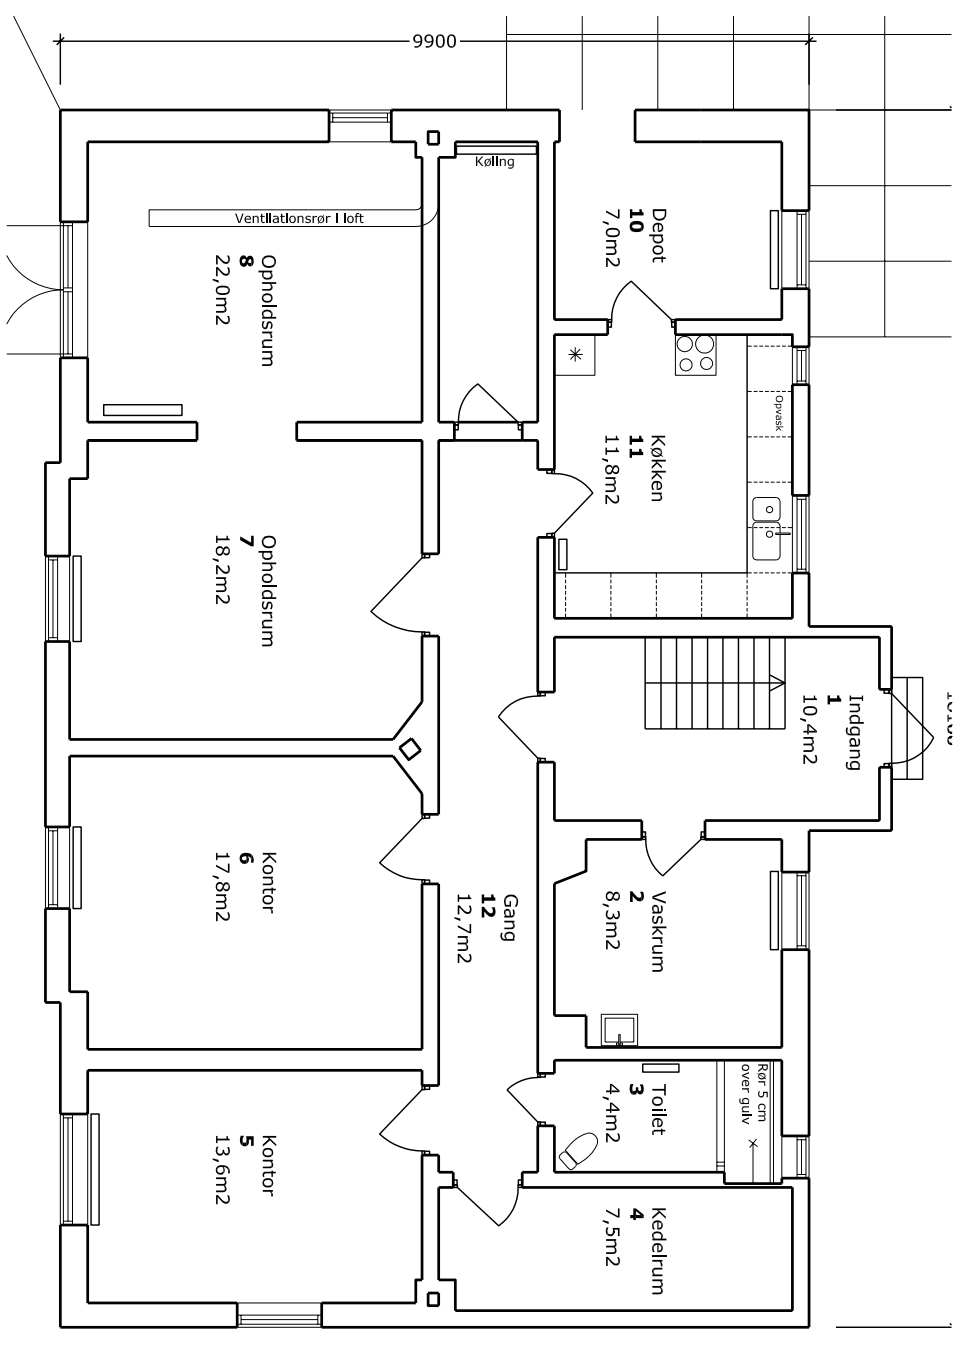 9900
Køling
Ventilationsrør i loft
Opholdsrum
8
22,0m2
Depot
10
7,0m2
Opvask
Køkken
11
11,8m2
Opholdsrum
7
18,2m2
Indgang
1
10,4m2
Kontor
6
17,8m2
Gang
12
12,7m2
Vaskrum
2
8,3m2
Rør 5 cm
over gulv
Toilet
3
4,4m2
Kontor
5
13,6m2
Kedelrum
4
7,5m2